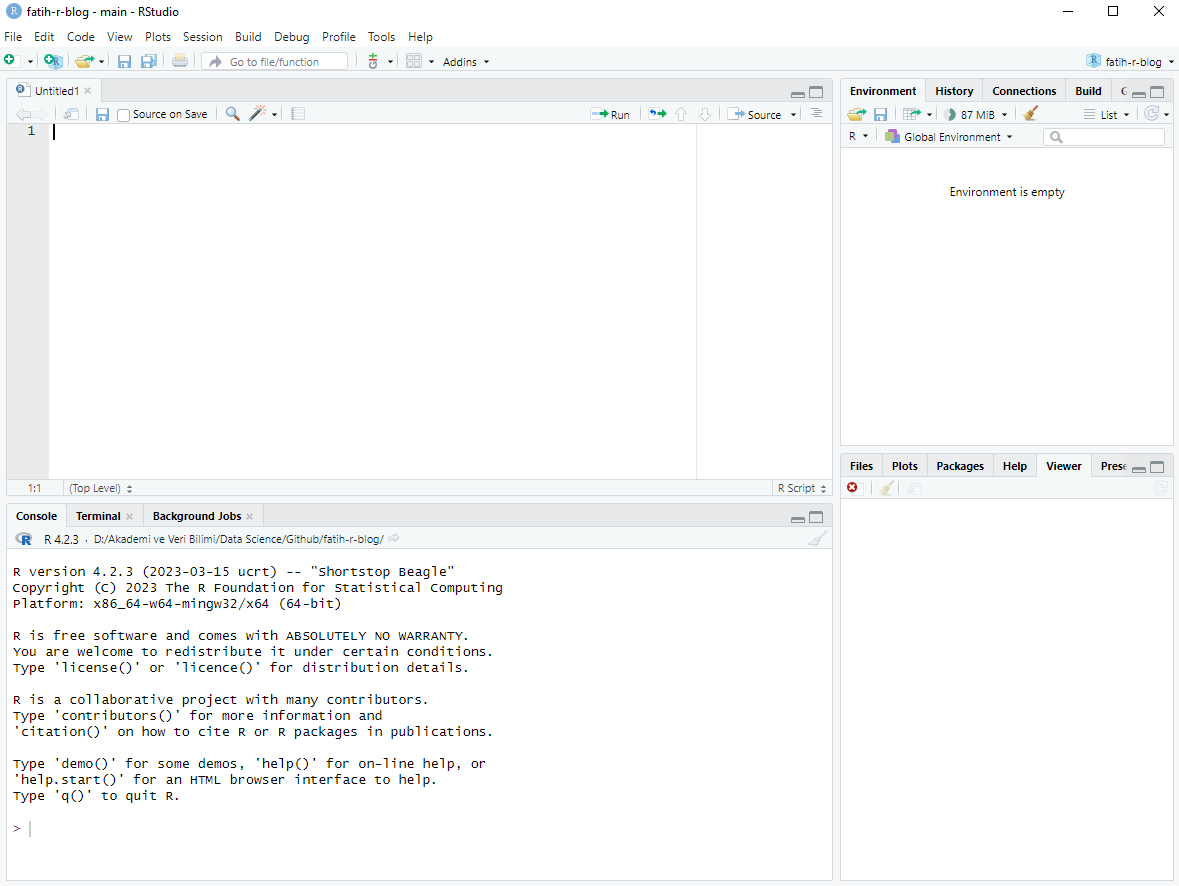 fatih-r-blog - main - RStudio
File Edit Code View Plots Session Build Debug Profile Tools Help
Go to file/function Addins fatih-r-blog
Untitled1
Source on Save Run Source
1
1:1 (Top Level) R Script
Console Terminal Background Jobs
R 4.2.3 · D:/Akademi ve Veri Bilimi/Data Science/Github/fatih-r-blog/
R version 4.2.3 (2023-03-15 ucrt) -- "Shortstop Beagle"
Copyright (C) 2023 The R Foundation for Statistical Computing
Platform: x86_64-w64-mingw32/x64 (64-bit)
R is free software and comes with ABSOLUTELY NO WARRANTY.
You are welcome to redistribute it under certain conditions.
Type 'license()' or 'licence()' for distribution details.
R is a collaborative project with many contributors.
Type 'contributors()' for more information and
'citation()' on how to cite R or R packages in publications.
Type 'demo()' for some demos, 'help()' for on-line help, or
'help.start()' for an HTML browser interface to help.
Type 'q()' to quit R.
>
Environment History Connections Build
87 MiB List
R Global Environment
Environment is empty
Files Plots Packages Help Viewer Prese